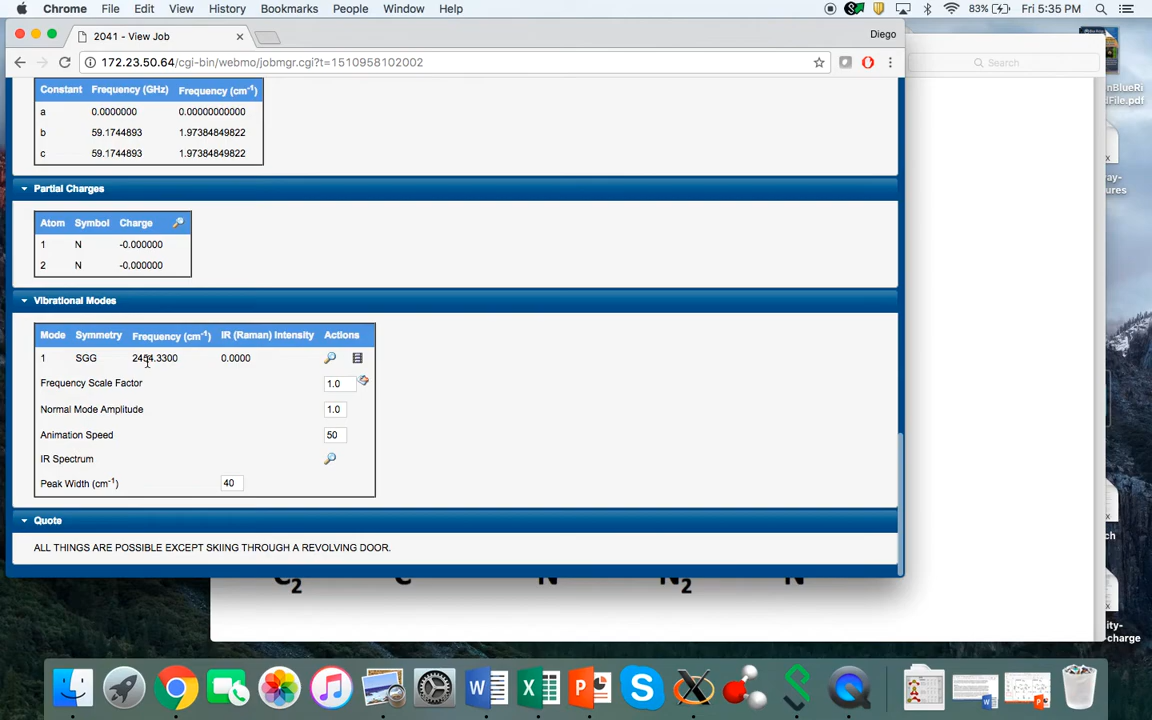 Chrome File Edit View History Bookmarks People Window Help 83% Fri 5:35 PM
2041 - View Job Diego
172.23.50.64/cgi-bin/webmo/jobmgr.cgi?t=1510958102002
Search
Constant Frequency (GHz) Frequency (cm-1)
a 0.0000000 0.00000000000
b 59.1744893 1.97384849822
c 59.1744893 1.97384849822
Partial Charges
Atom Symbol Charge
1 N -0.000000
2 N -0.000000
Vibrational Modes
Mode Symmetry Frequency (cm-1) IR (Raman) Intensity Actions
1 SGG 2454.3300 0.0000
Frequency Scale Factor 1.0
Normal Mode Amplitude 1.0
Animation Speed 50
IR Spectrum
Peak Width (cm-1) 40
Quote
ALL THINGS ARE POSSIBLE EXCEPT SKIING THROUGH A REVOLVING DOOR.
C2 C N N2 N